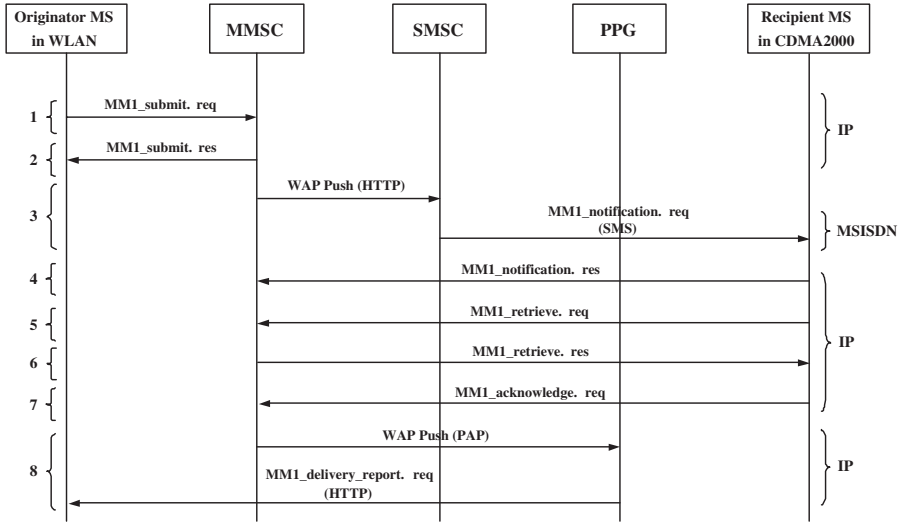 Originator MS
in WLAN
MMSC
SMSC
PPG
Recipient MS
in CDMA2000
1
MM1_submit. req
IP
2
MM1_submit. res
3
WAP Push (HTTP)
MM1_notification. req
(SMS)
MSISDN
4
MM1_notification. res
5
MM1_retrieve. req
IP
6
MM1_retrieve. res
7
MM1_acknowledge. req
8
WAP Push (PAP)
IP
MM1_delivery_report. req
(HTTP)